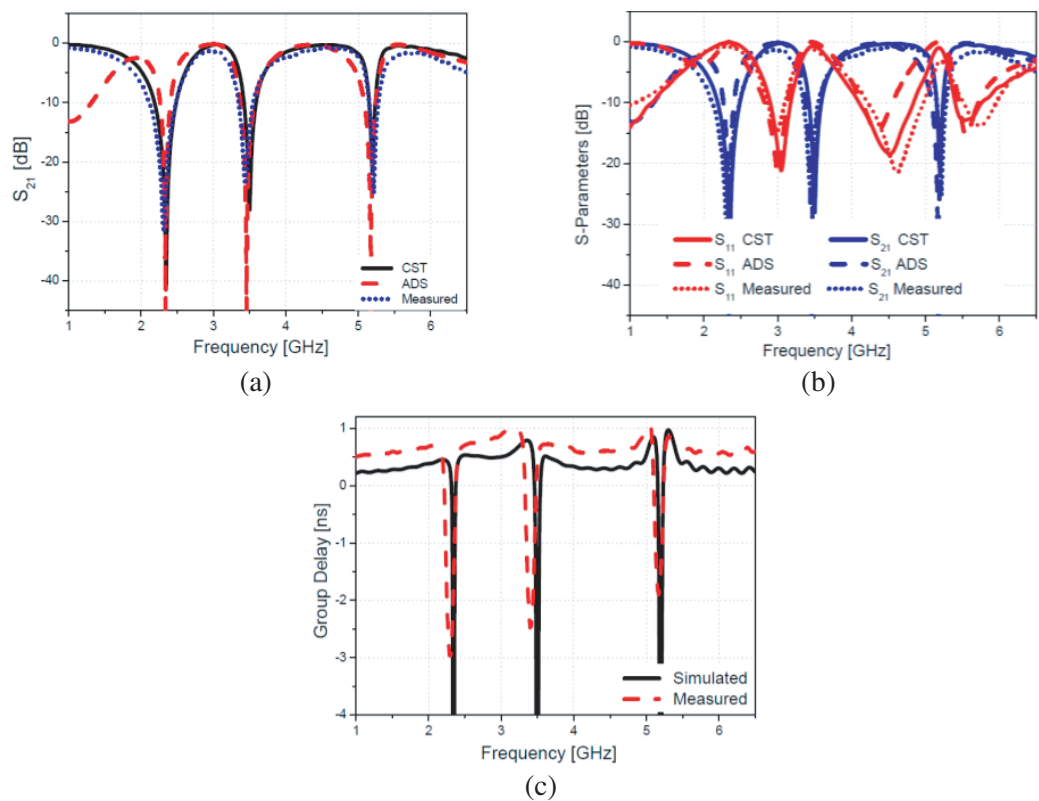 0
-10
-20
-30
-40
S21 [dB]
CST
ADS
Measured
1 2 3 4 5 6
Frequency [GHz]
(a)
0
-10
-20
-30
-40
S-Parameters [dB]
S11 CST
S11 ADS
S11 Measured
S21 CST
S21 ADS
S21 Measured
1 2 3 4 5 6
Frequency [GHz]
(b)
1
0
-1
-2
-3
-4
Group Delay [ns]
Simulated
Measured
1 2 3 4 5 6
Frequency [GHz]
(c)